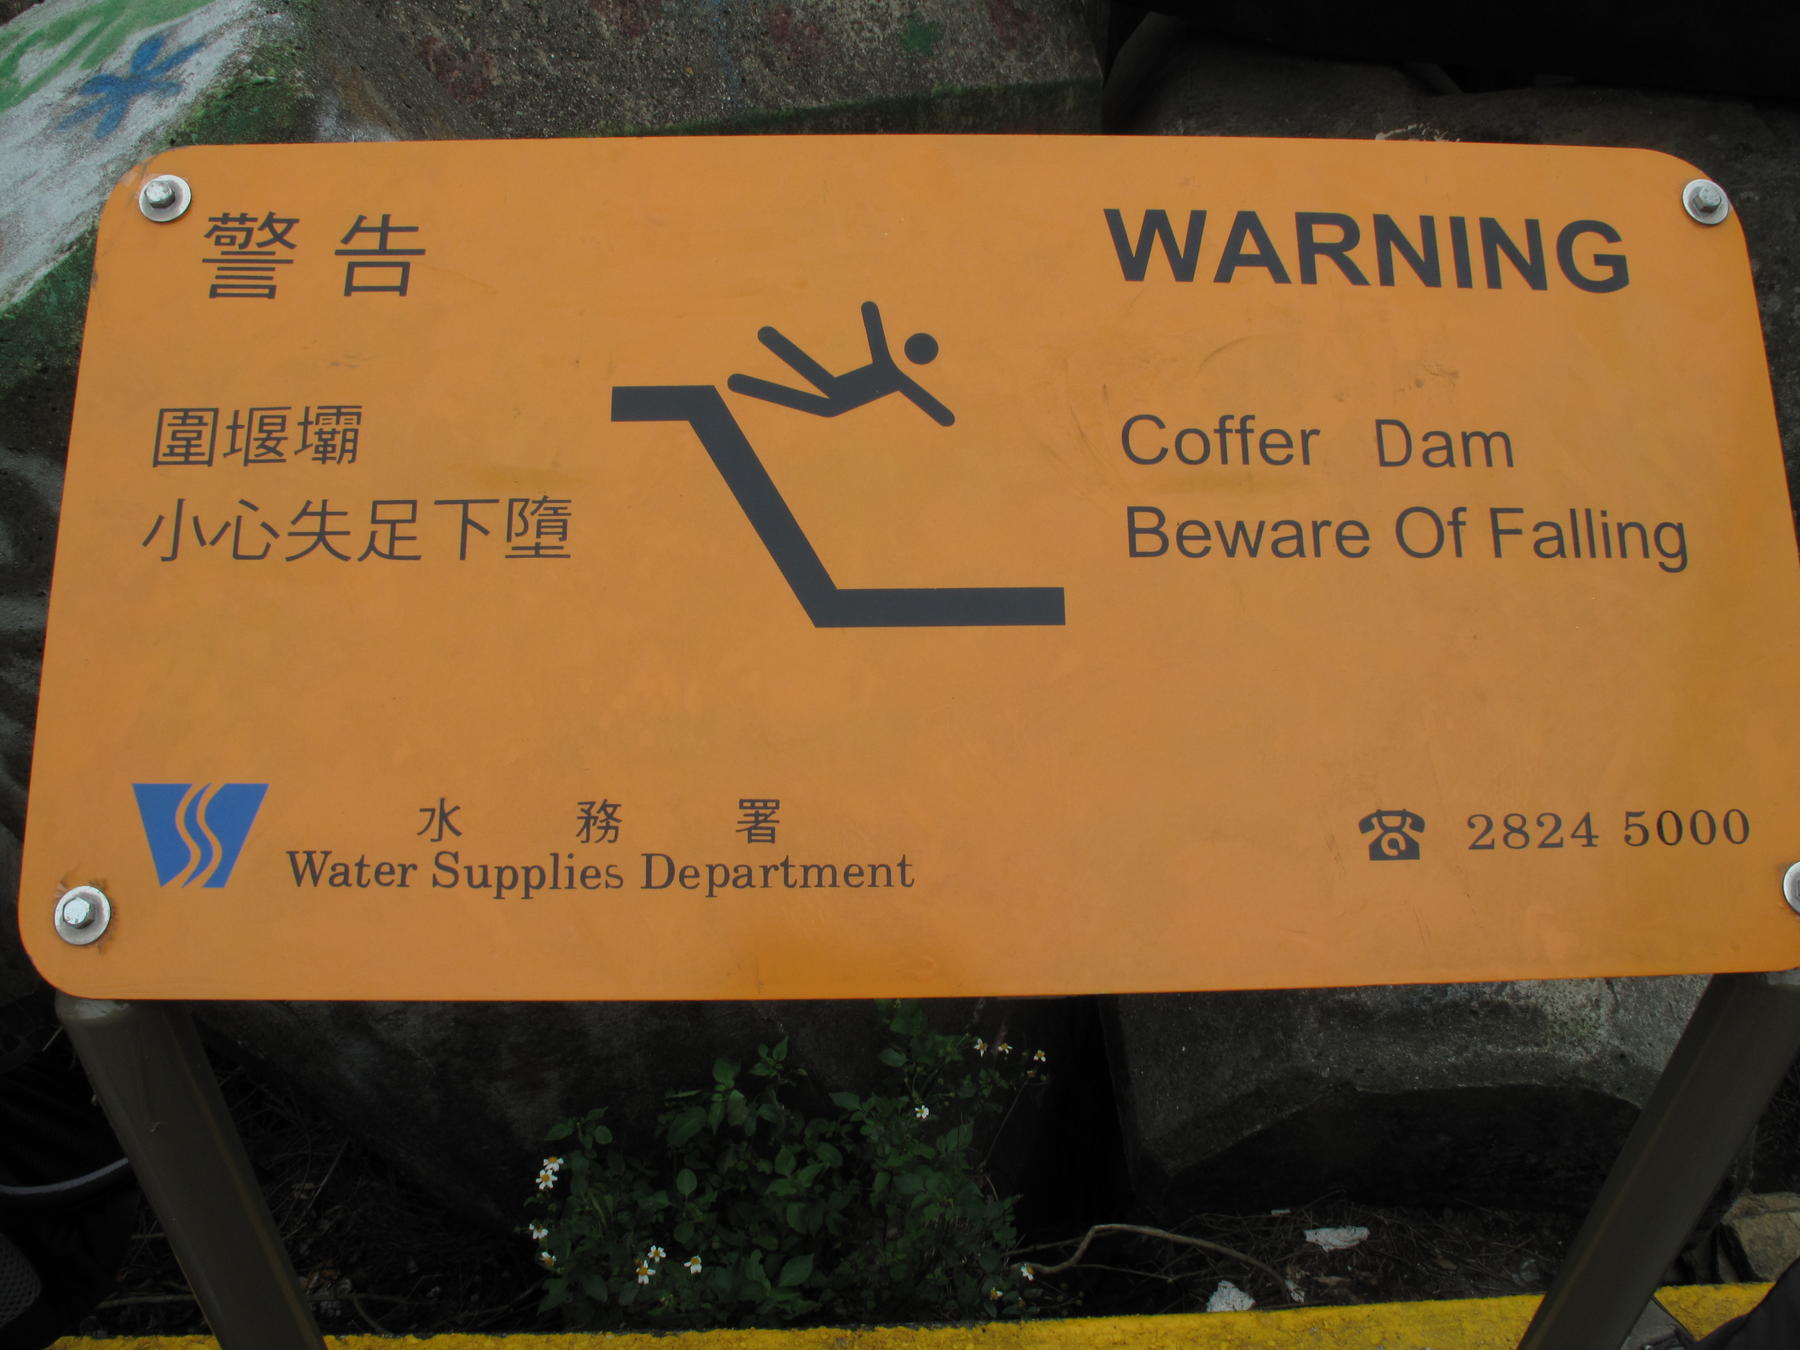 警告
圍堰壩
小心失足下墮
WARNING
Coffer Dam
Beware Of Falling
水務署
Water Supplies Department
2824 5000